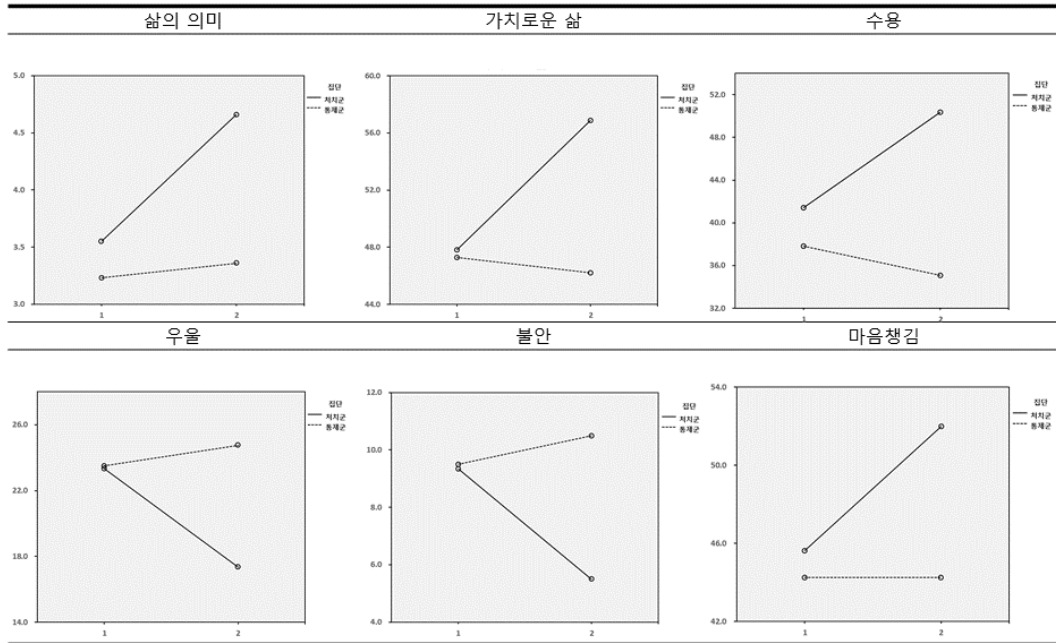 삶의 의미 가치로운 삶 수용
집단
처치군
통제군
5.0
4.5
4.0
3.5
3.0
1 2
집단
처치군
통제군
60.0
56.0
52.0
48.0
44.0
1 2
집단
처치군
통제군
52.0
48.0
44.0
40.0
36.0
32.0
1 2
우울 불안 마음챙김
집단
처치군
통제군
26.0
22.0
18.0
14.0
1 2
집단
처치군
통제군
12.0
10.0
8.0
6.0
4.0
1 2
집단
처치군
통제군
54.0
50.0
46.0
42.0
1 2